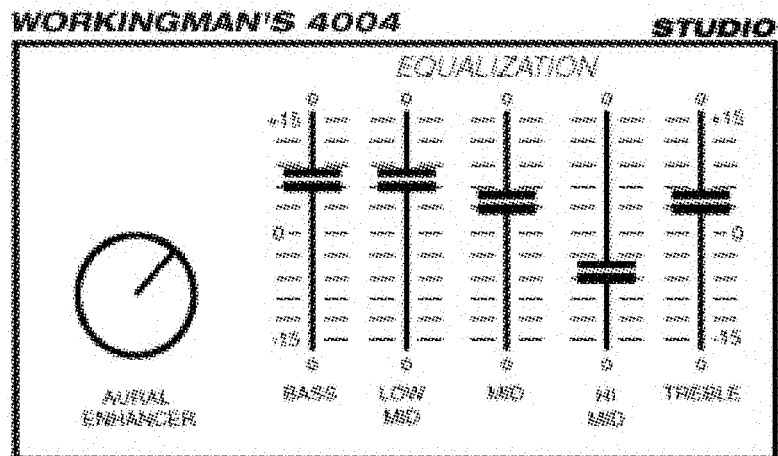 WORKINGMAN'S 4004 STUDIO
EQUALIZATION
+15 +15
0 0
-15 -15
BASS LOW MID MID HI MID TREBLE
AURAL
ENHANCER